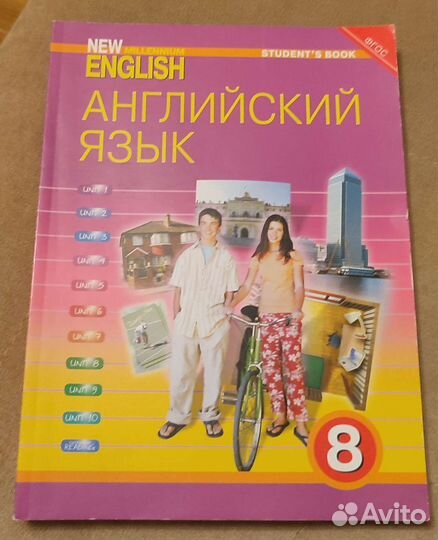 NEW MILLENNIUM
ENGLISH
STUDENT'S BOOK
ФГОС
АНГЛИЙСКИЙ
ЯЗЫК
UNIT 1
UNIT 2
UNIT 3
UNIT 4
UNIT 5
UNIT 6
UNIT 7
UNIT 8
UNIT 9
UNIT 10
READING
8
Avito